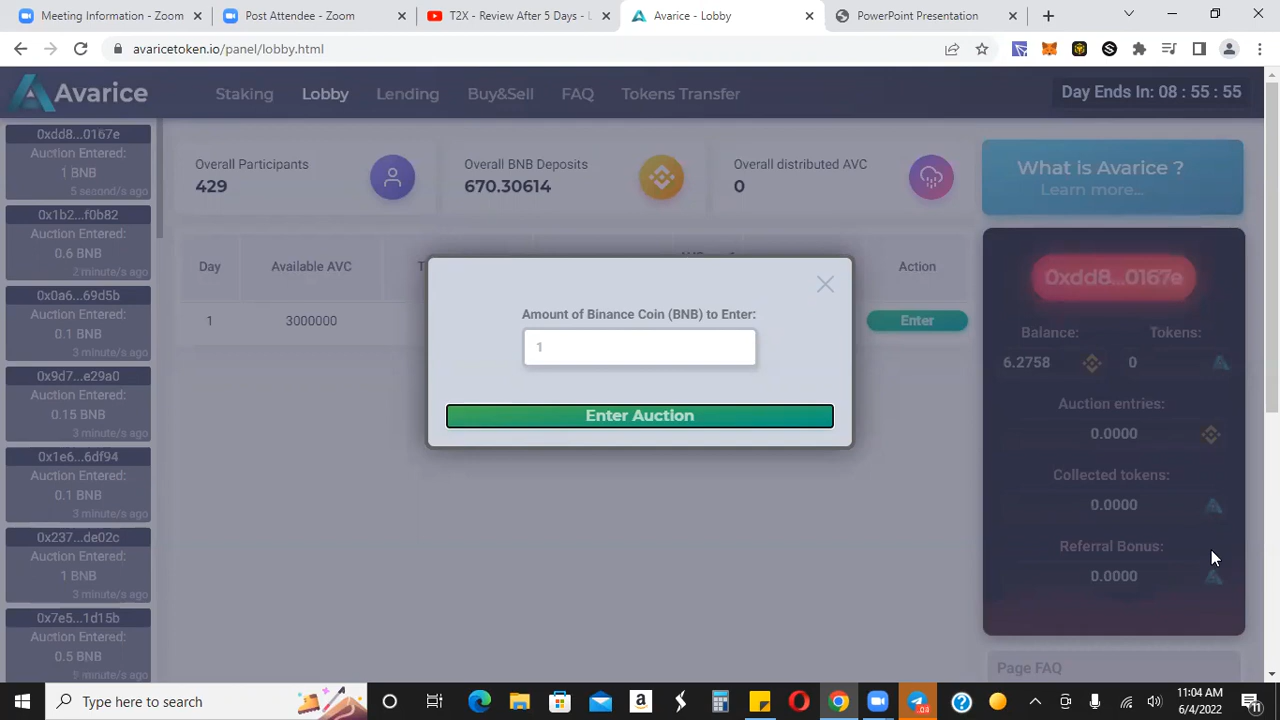 Meeting Information - Zoom
Post Attendee - Zoom
T2X - Review After 5 Days - L
Avarice - Lobby
PowerPoint Presentation
avaricetoken.io/panel/lobby.html
Avarice
Staking
Lobby
Lending
Buy&Sell
FAQ
Tokens Transfer
Day Ends In: 08 : 55 : 55
0xdd8...0167e
Auction Entered:
1 BNB
5 second/s ago
0x1b2...f0b82
Auction Entered:
0.6 BNB
2 minute/s ago
0x0a6...69d5b
Auction Entered:
0.1 BNB
3 minute/s ago
0x9d7...e29a0
Auction Entered:
0.15 BNB
3 minute/s ago
0x1e6...6df94
Auction Entered:
0.1 BNB
3 minute/s ago
0x237...de02c
Auction Entered:
1 BNB
3 minute/s ago
0x7e5...1d15b
Auction Entered:
0.5 BNB
Overall Participants
429
Overall BNB Deposits
670.30614
Overall distributed AVC
0
Day
Available AVC
Action
1
3000000
Enter
Amount of Binance Coin (BNB) to Enter:
1
Enter Auction
What is Avarice ?
Learn more...
0xdd8...0167e
Balance:
Tokens:
6.2758
0
Auction entries:
0.0000
Collected tokens:
0.0000
Referral Bonus:
0.0000
Page FAQ
Type here to search
11:04 AM
6/4/2022